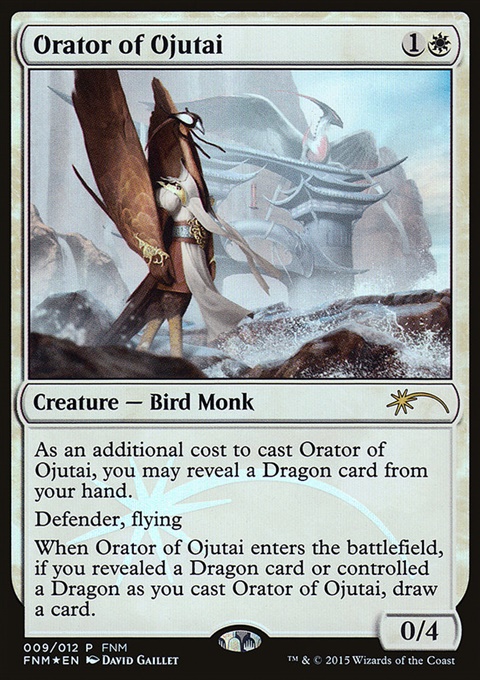 Orator of Ojutai 1
Creature — Bird Monk
As an additional cost to cast Orator of
Ojutai, you may reveal a Dragon card from
your hand.
Defender, flying
When Orator of Ojutai enters the battlefield,
if you revealed a Dragon card or controlled
a Dragon as you cast Orator of Ojutai, draw
a card.
0/4
009/012 P FNM
FNM★EN David Gaillet
™ & © 2015 Wizards of the Coast